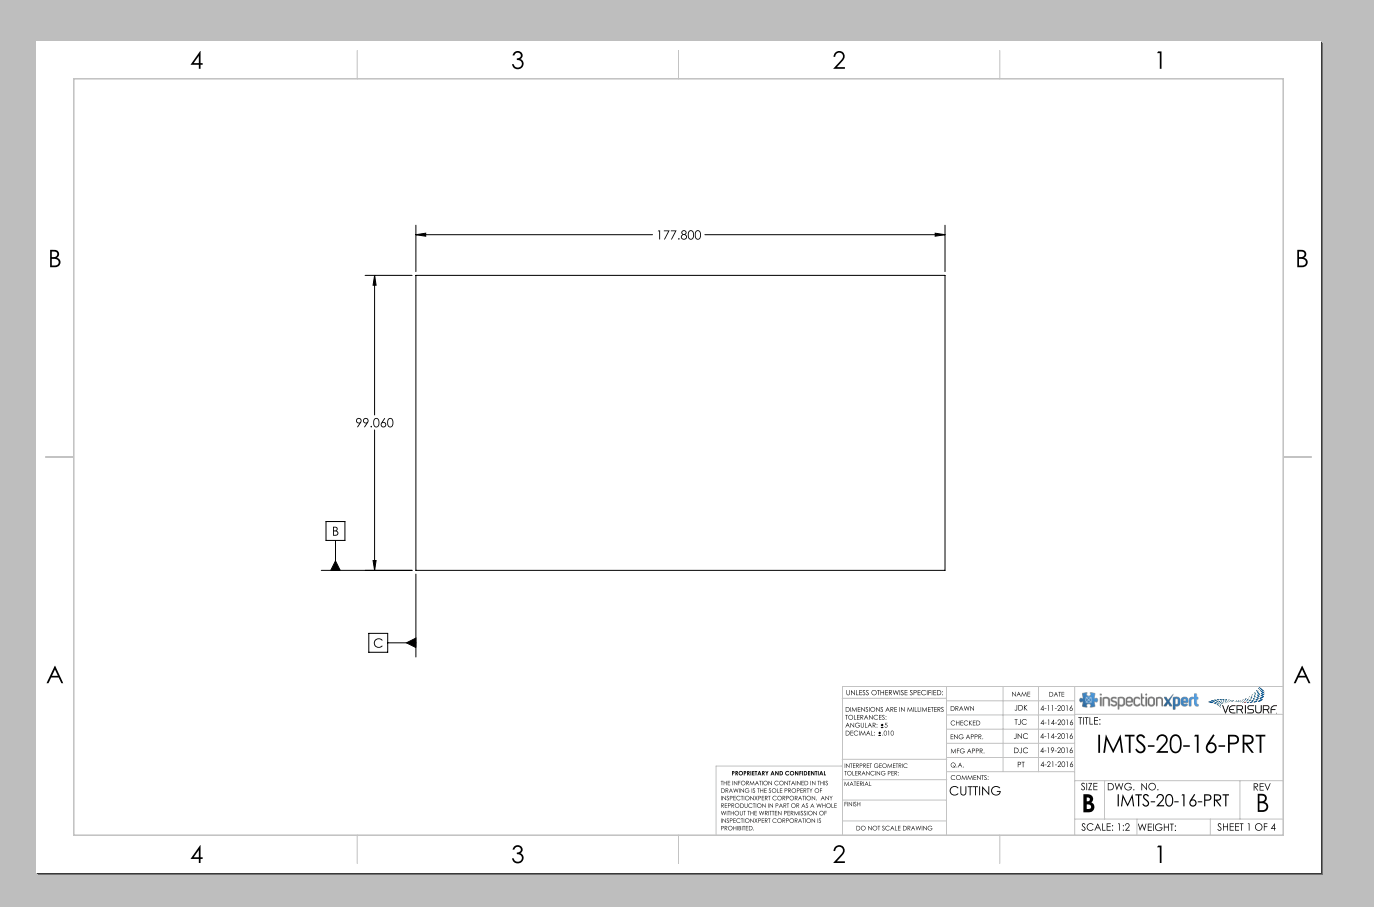 4 3 2 1
B B
177.800
99.060
B
C
A A
UNLESS OTHERWISE SPECIFIED:
DIMENSIONS ARE IN MILLIMETERS
TOLERANCES:
ANGULAR: ±5
DECIMAL: ±.010
INTERPRET GEOMETRIC
TOLERANCING PER:
MATERIAL
FINISH
DO NOT SCALE DRAWING
PROPRIETARY AND CONFIDENTIAL
THE INFORMATION CONTAINED IN THIS
DRAWING IS THE SOLE PROPERTY OF
INSPECTIONXPERT CORPORATION. ANY
REPRODUCTION IN PART OR AS A WHOLE
WITHOUT THE WRITTEN PERMISSION OF
INSPECTIONXPERT CORPORATION IS
PROHIBITED.
NAME DATE
DRAWN JDK 4-11-2016
CHECKED TJC 4-14-2016
ENG APPR. JNC 4-14-2016
MFG APPR. DJC 4-19-2016
Q.A. PT 4-21-2016
COMMENTS:
CUTTING
inspectionxpert VERISURF
TITLE:
IMTS-20-16-PRT
SIZE DWG. NO. REV
B IMTS-20-16-PRT B
SCALE: 1:2 WEIGHT: SHEET 1 OF 4
4 3 2 1